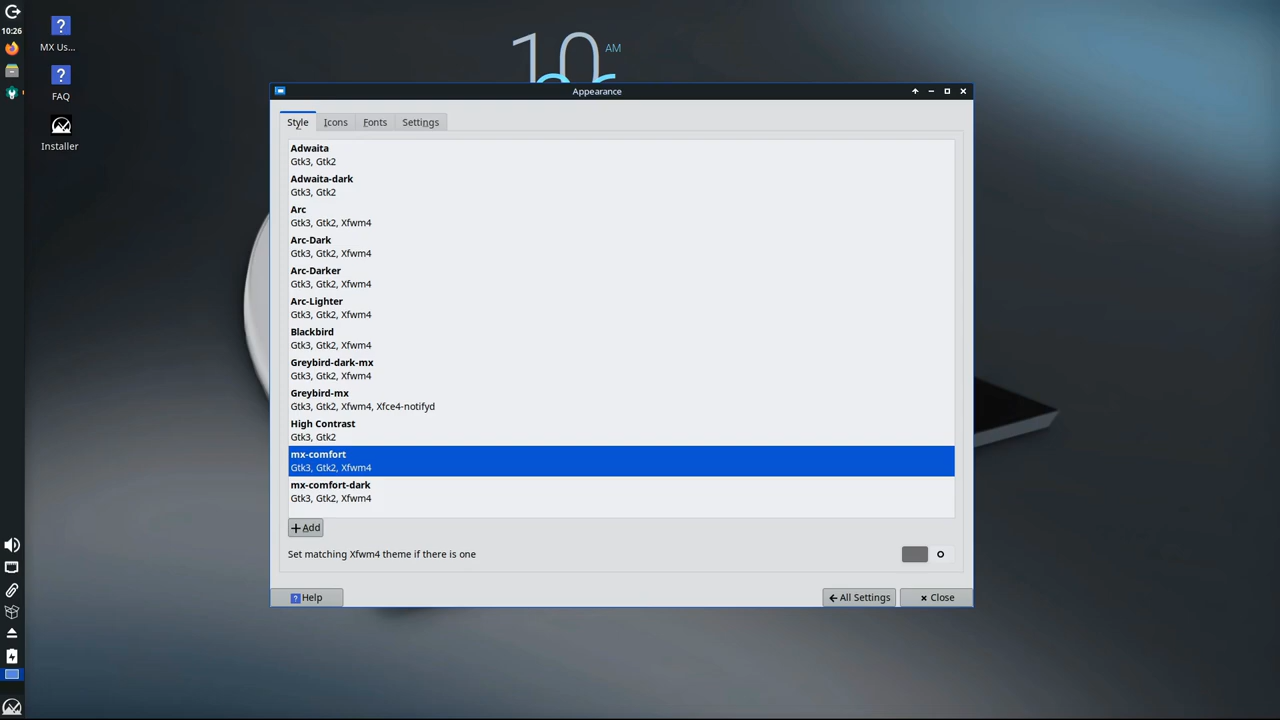 10:26
MX Us...
FAQ
Installer
10
AM
Appearance
Style
Icons
Fonts
Settings
Adwaita
Gtk3, Gtk2
Adwaita-dark
Gtk3, Gtk2
Arc
Gtk3, Gtk2, Xfwm4
Arc-Dark
Gtk3, Gtk2, Xfwm4
Arc-Darker
Gtk3, Gtk2, Xfwm4
Arc-Lighter
Gtk3, Gtk2, Xfwm4
Blackbird
Gtk3, Gtk2, Xfwm4
Greybird-dark-mx
Gtk3, Gtk2, Xfwm4
Greybird-mx
Gtk3, Gtk2, Xfwm4, Xfce4-notifyd
High Contrast
Gtk3, Gtk2
mx-comfort
Gtk3, Gtk2, Xfwm4
mx-comfort-dark
Gtk3, Gtk2, Xfwm4
Add
Set matching Xfwm4 theme if there is one
Help
All Settings
Close